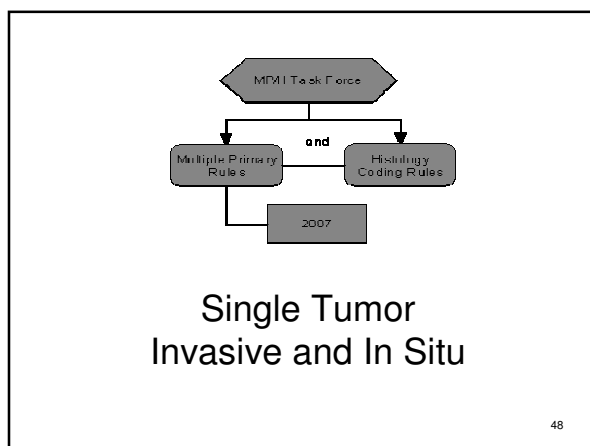 MP/H Task Force
and
Multiple Primary
Rules
Histology
Coding Rules
2007
Single Tumor
Invasive and In Situ
48